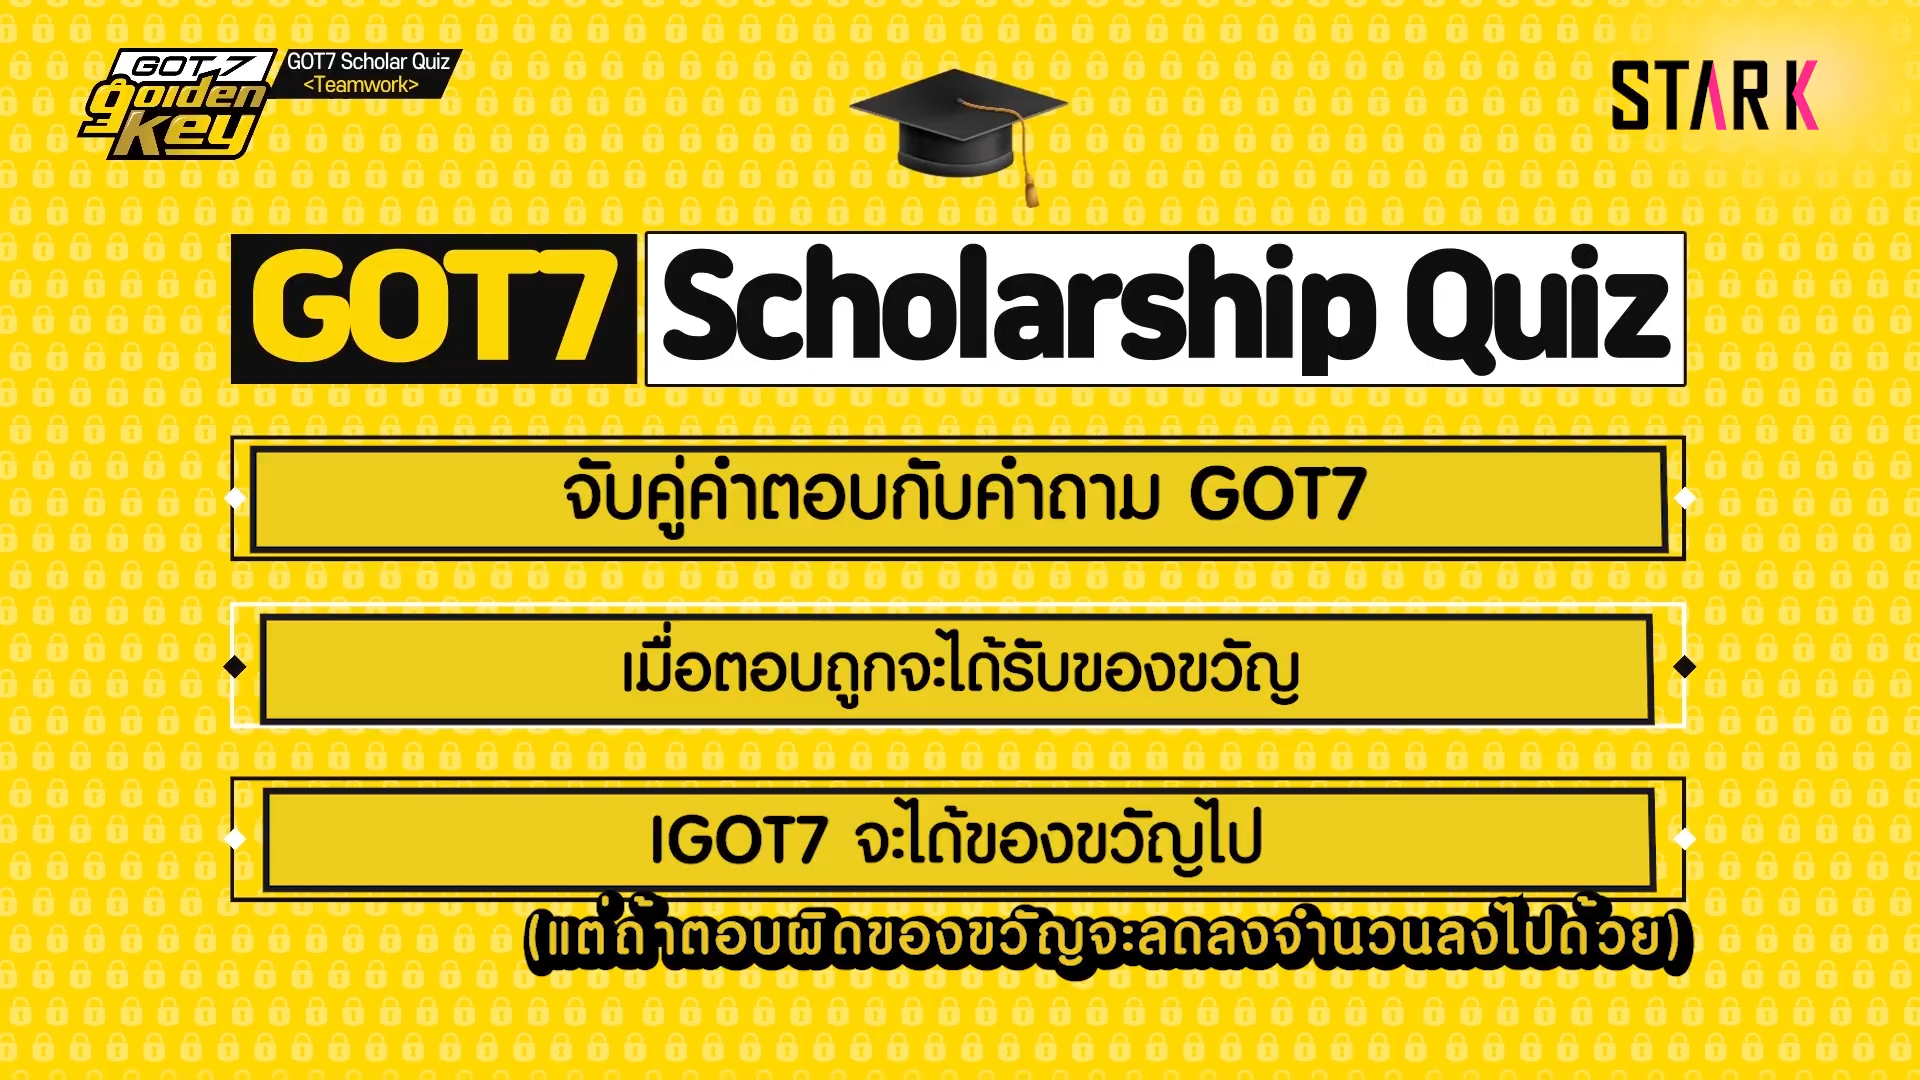 GOT7
golden
key
GOT7 Scholar Quiz
<Teamwork>
STARK
GOT7 Scholarship Quiz
จับคู่คำตอบกับคำถาม GOT7
เมื่อตอบถูกจะได้รับของขวัญ
IGOT7 จะได้ของขวัญไป
(แต่ถ้าตอบผิดของขวัญจะลดลงจำนวนลงไปด้วย)